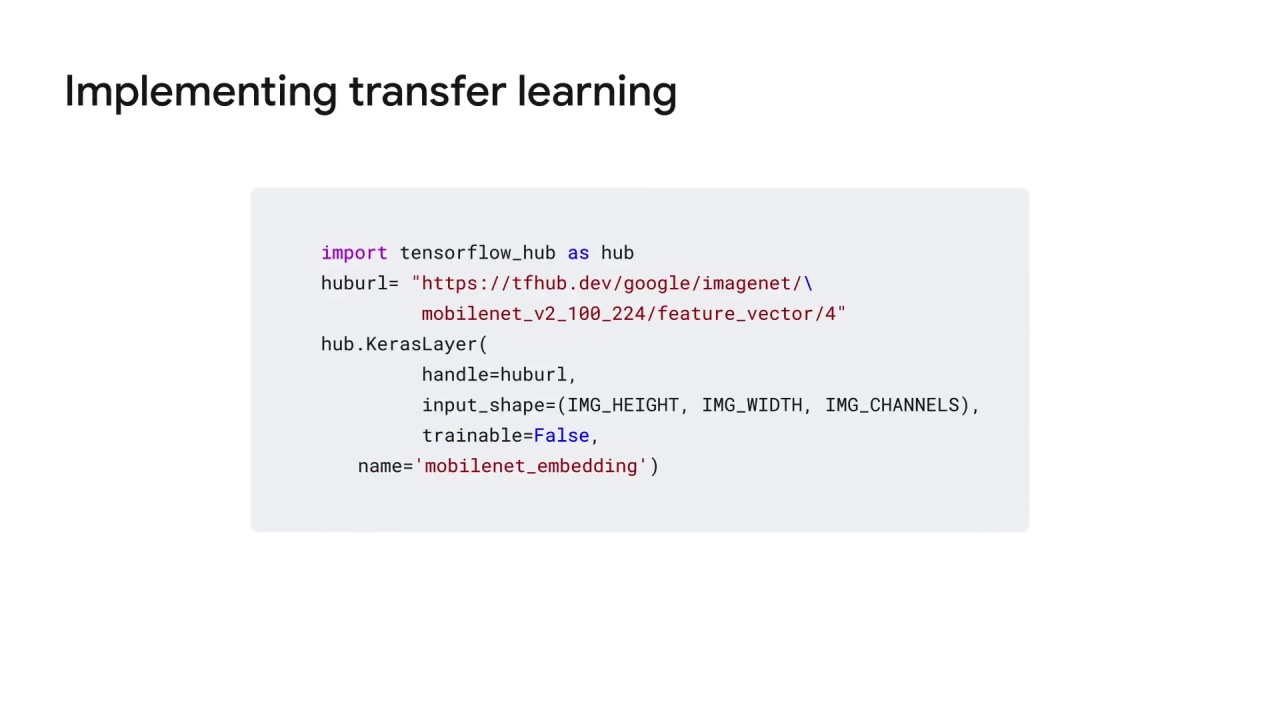 Implementing transfer learning
import tensorflow_hub as hub
huburl= "https://tfhub.dev/google/imagenet/\
mobilenet_v2_100_224/feature_vector/4"
hub.KerasLayer(
handle=huburl,
input_shape=(IMG_HEIGHT, IMG_WIDTH, IMG_CHANNELS),
trainable=False,
name='mobilenet_embedding')